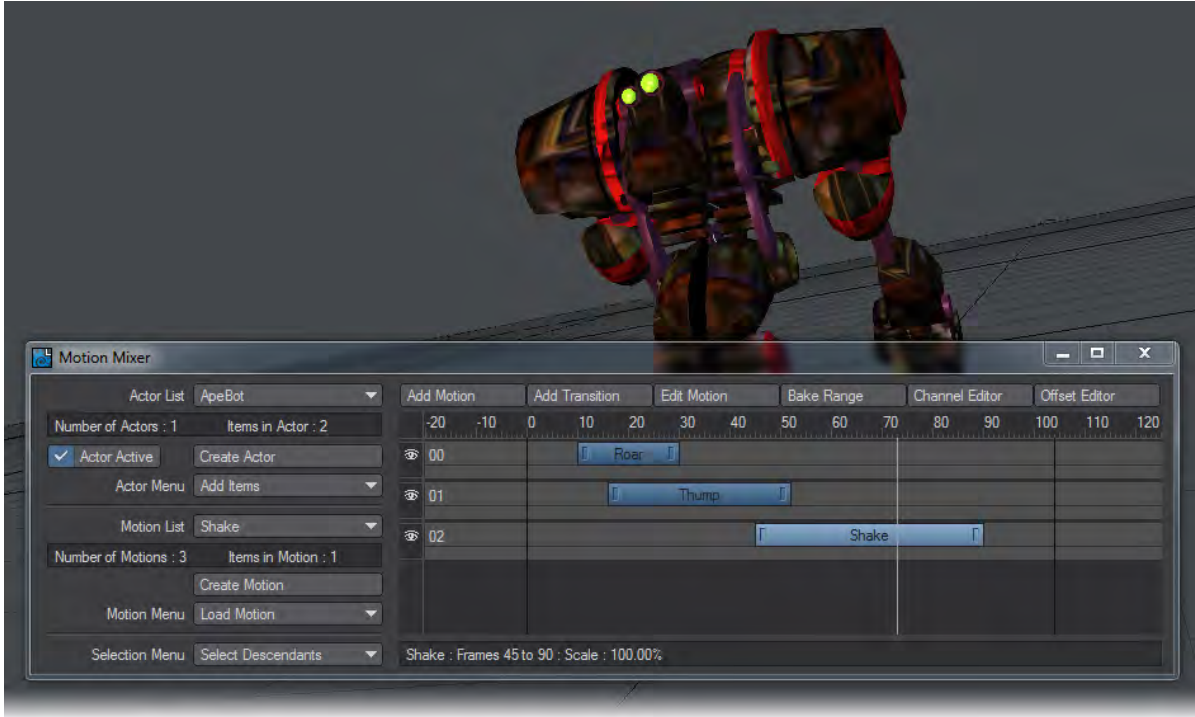 Motion Mixer
Actor List ApeBot
Add Motion Add Transition Edit Motion Bake Range Channel Editor Offset Editor
Number of Actors : 1 Items in Actor : 2
-20 -10 0 10 20 30 40 50 60 70 80 90 100 110 120
Actor Active Create Actor
00 Roar
Actor Menu Add Items
01 Thump
Motion List Shake
02 Shake
Number of Motions : 3 Items in Motion : 1
Create Motion
Motion Menu Load Motion
Selection Menu Select Descendants
Shake : Frames 45 to 90 : Scale : 100.00%